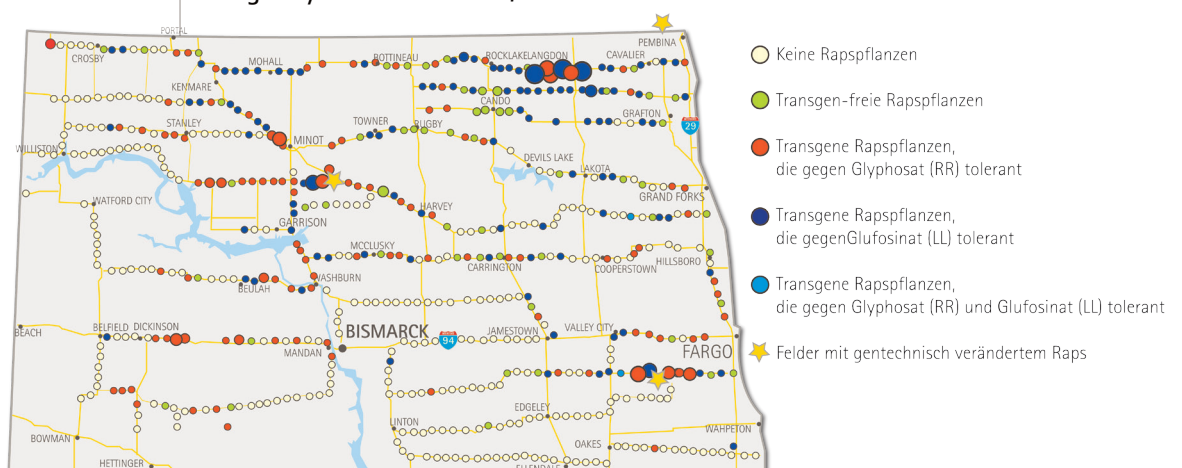 PORTAL
PEMBINA
CROSBY
MOHALL
BOTTINEAU
ROCKLAKE
LANGDON
CAVALIER
KENMARE
CANDO
GRAFTON
STANLEY
TOWNER
RUGBY
29
WILLISTON
MINOT
DEVILS LAKE
LAKOTA
WATFORD CITY
GRAND FORKS
HARVEY
GARRISON
MCCLUSKY
CARRINGTON
COOPERSTOWN
HILLSBORO
BEULAH
WASHBURN
BEACH
BELFIELD
DICKINSON
BISMARCK
94
JAMESTOWN
VALLEY CITY
MANDAN
FARGO
LINTON
EDGELEY
WAHPETON
BOWMAN
OAKES
HETTINGER
ELLENDALE
Keine Rapspflanzen
Transgen-freie Rapspflanzen
Transgene Rapspflanzen,
die gegen Glyphosat (RR) tolerant
Transgene Rapspflanzen,
die gegenGlufosinat (LL) tolerant
Transgene Rapspflanzen,
die gegen Glyphosat (RR) und Glufosinat (LL) tolerant
Felder mit gentechnisch verändertem Raps